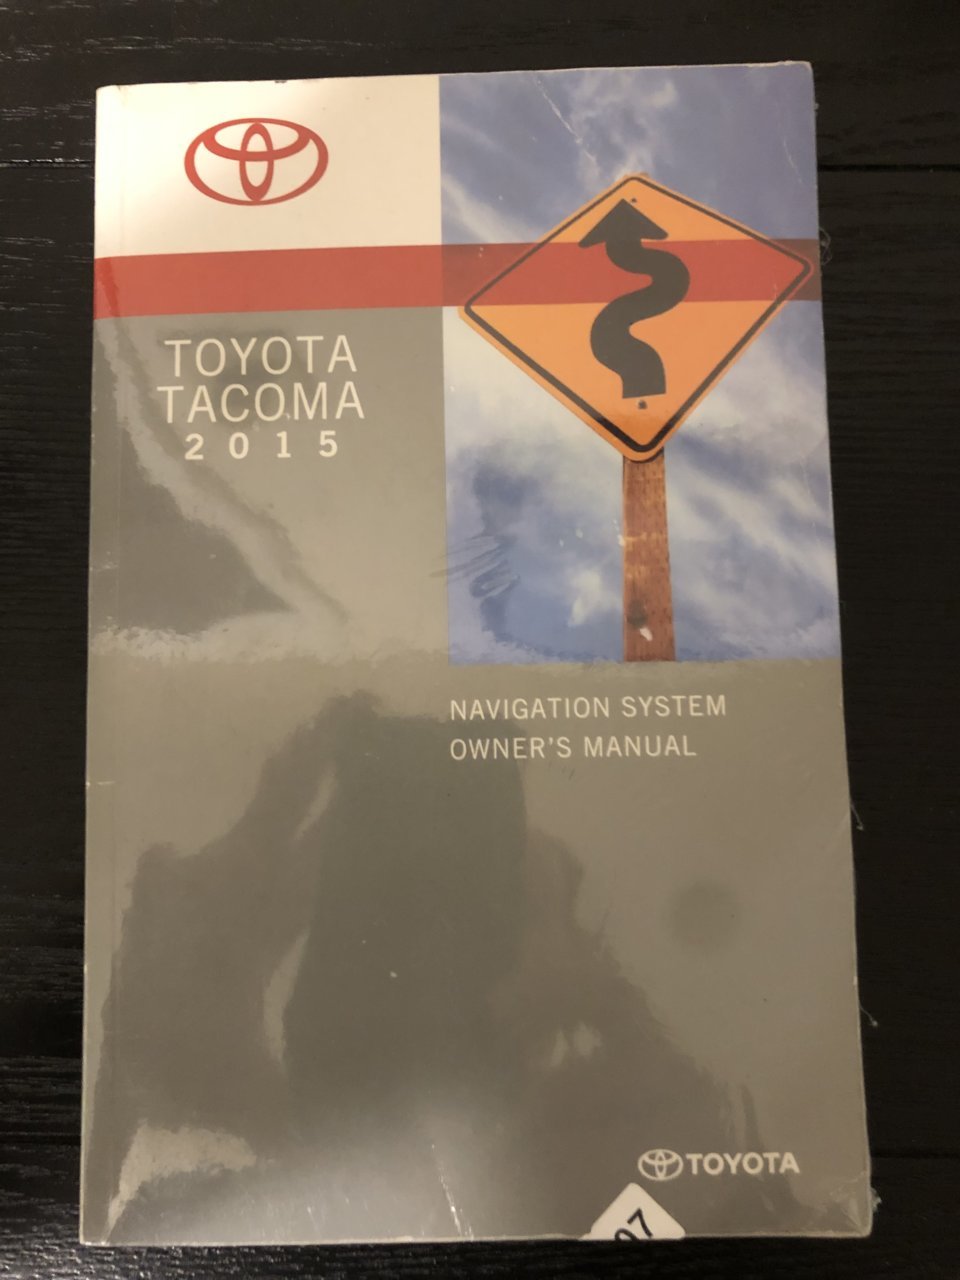 TOYOTA
TACOMA
2015
NAVIGATION SYSTEM
OWNER'S MANUAL
TOYOTA